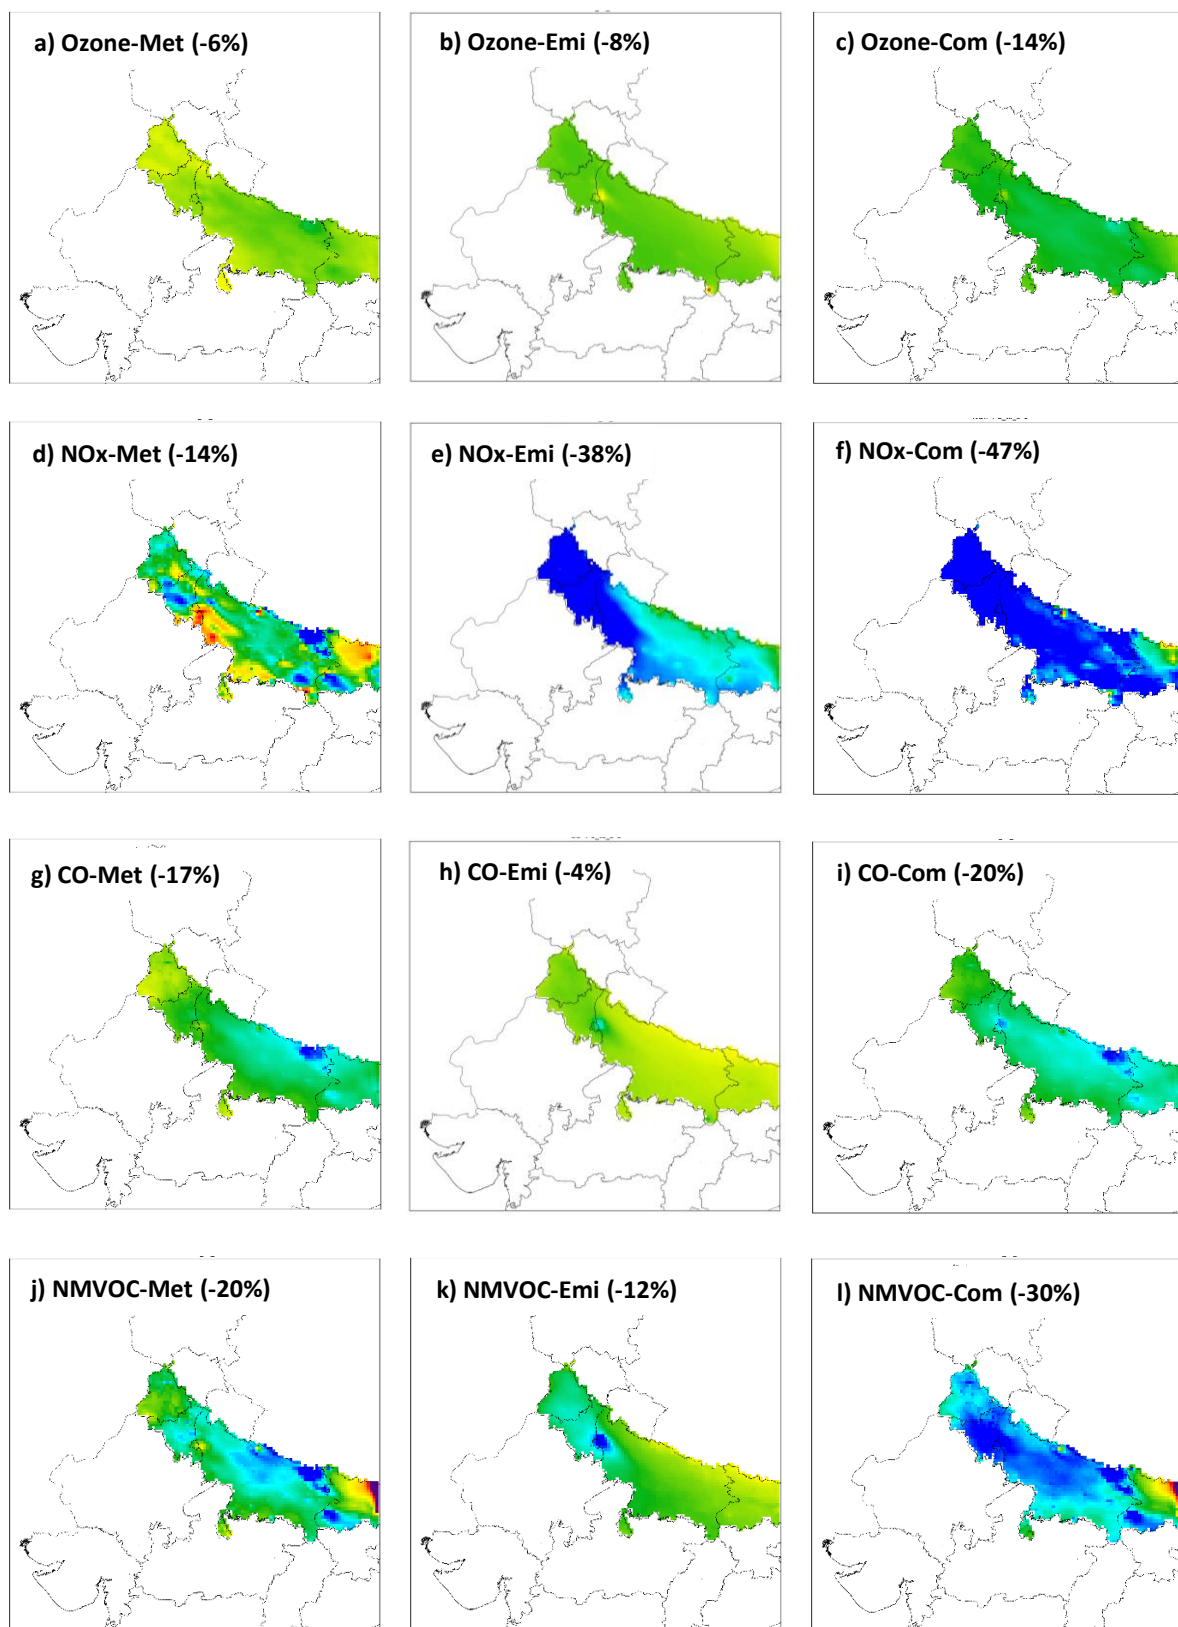 a) Ozone-Met (-6%)
b) Ozone-Emi (-8%)
c) Ozone-Com (-14%)
d) NOx-Met (-14%)
e) NOx-Emi (-38%)
f) NOx-Com (-47%)
g) CO-Met (-17%)
h) CO-Emi (-4%)
i) CO-Com (-20%)
j) NMVOC-Met (-20%)
k) NMVOC-Emi (-12%)
l) NMVOC-Com (-30%)